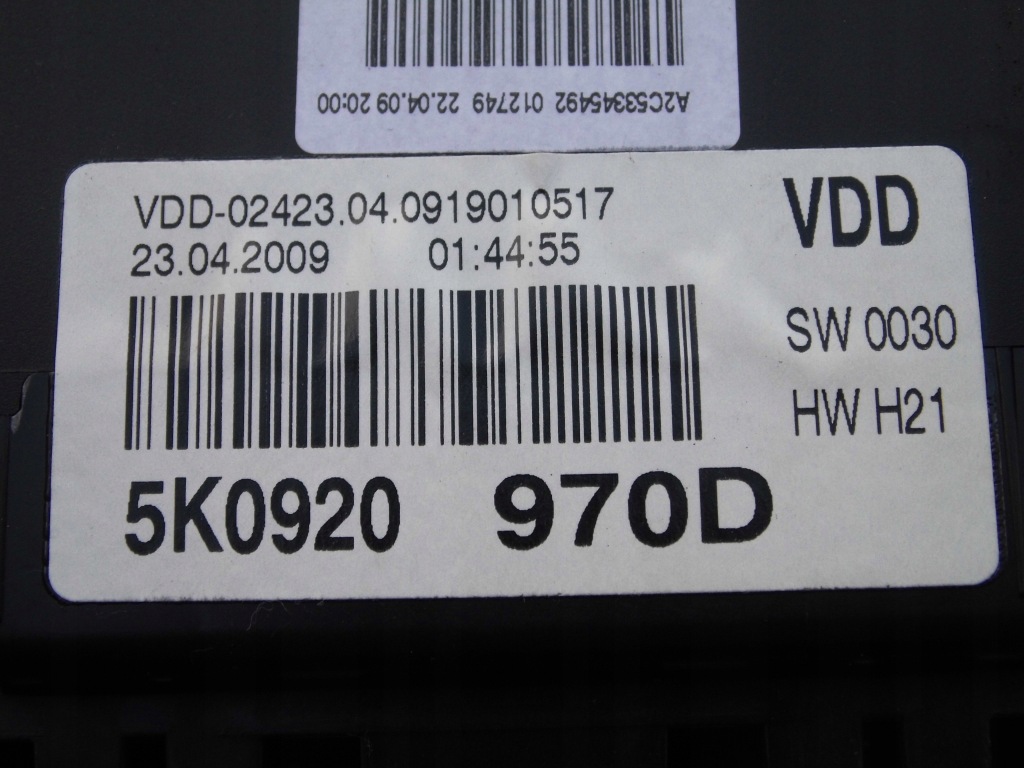 A2C53345492 012749 22.04.09 20:00
VDD-02423.04.0919010517
23.04.2009 01:44:55
VDD
SW 0030
HW H21
5K0920 970D